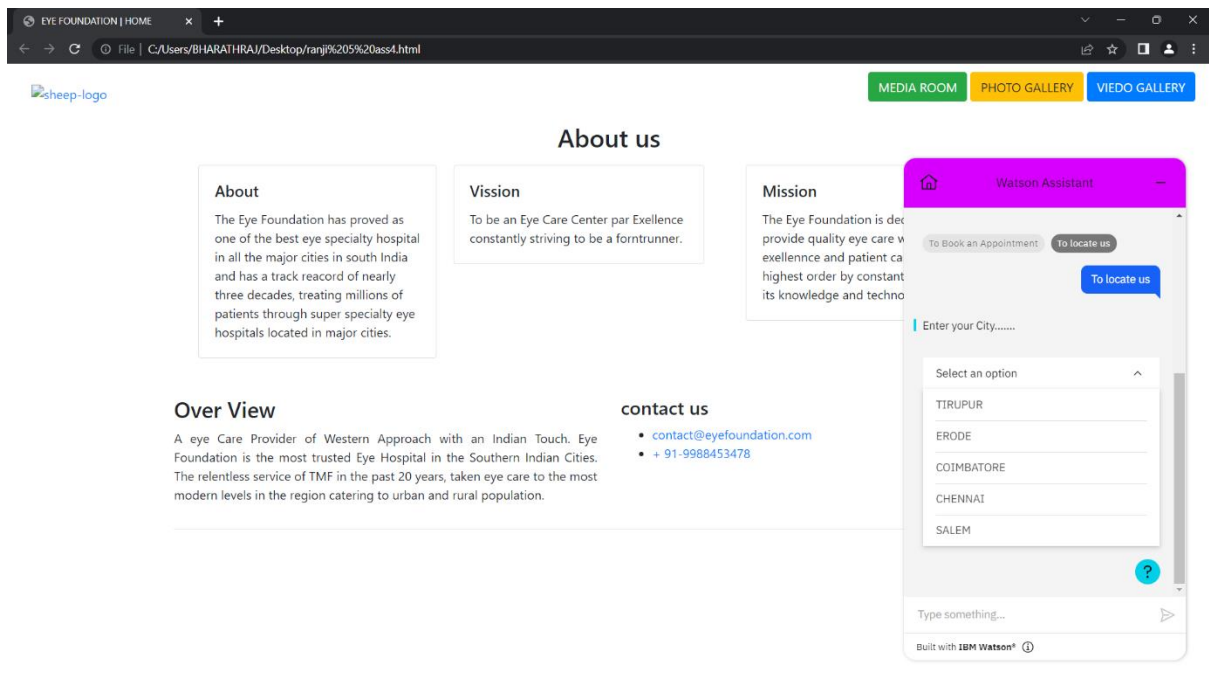 EYE FOUNDATION | HOME
File | C:/Users/BHARATHRAJ/Desktop/ranji%205%20ass4.html
sheep-logo
MEDIA ROOM
PHOTO GALLERY
VIEDO GALLERY
About us
About
The Eye Foundation has proved as
one of the best eye specialty hospital
in all the major cities in south India
and has a track reacord of nearly
three decades, treating millions of
patients through super specialty eye
hospitals located in major cities.
Vission
To be an Eye Care Center par Exellence
constantly striving to be a forntrunner.
Mission
The Eye Foundation is dec
provide quality eye care w
exellennce and patient ca
highest order by constant
its knowledge and techno
Over View
A eye Care Provider of Western Approach with an Indian Touch. Eye
Foundation is the most trusted Eye Hospital in the Southern Indian Cities.
The relentless service of TMF in the past 20 years, taken eye care to the most
modern levels in the region catering to urban and rural population.
contact us
contact@eyefoundation.com
+ 91-9988453478
Watson Assistant
To Book an Appointment
To locate us
To locate us
Enter your City.......
Select an option
TIRUPUR
ERODE
COIMBATORE
CHENNAI
SALEM
?
Type something...
Built with IBM Watson®